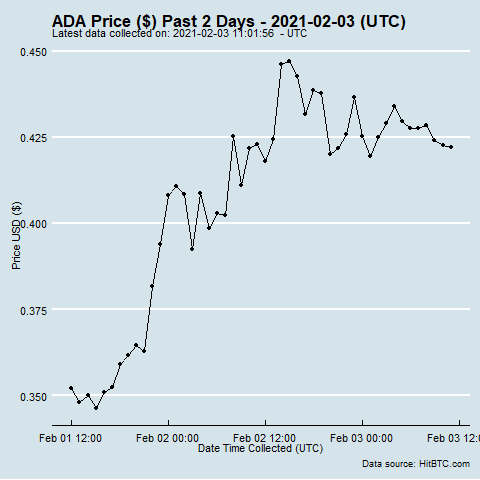 ADA Price ($) Past 2 Days - 2021-02-03 (UTC)
Latest data collected on: 2021-02-03 11:01:56 - UTC
0.450
0.425
0.400
0.375
0.350
Price USD ($)
Feb 01 12:00 Feb 02 00:00 Feb 02 12:00 Feb 03 00:00 Feb 03 12:
Date Time Collected (UTC)
Data source: HitBTC.com